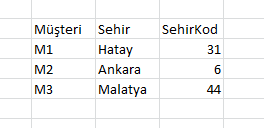 Müşteri Sehir SehirKod
M1 Hatay 31
M2 Ankara 6
M3 Malatya 44